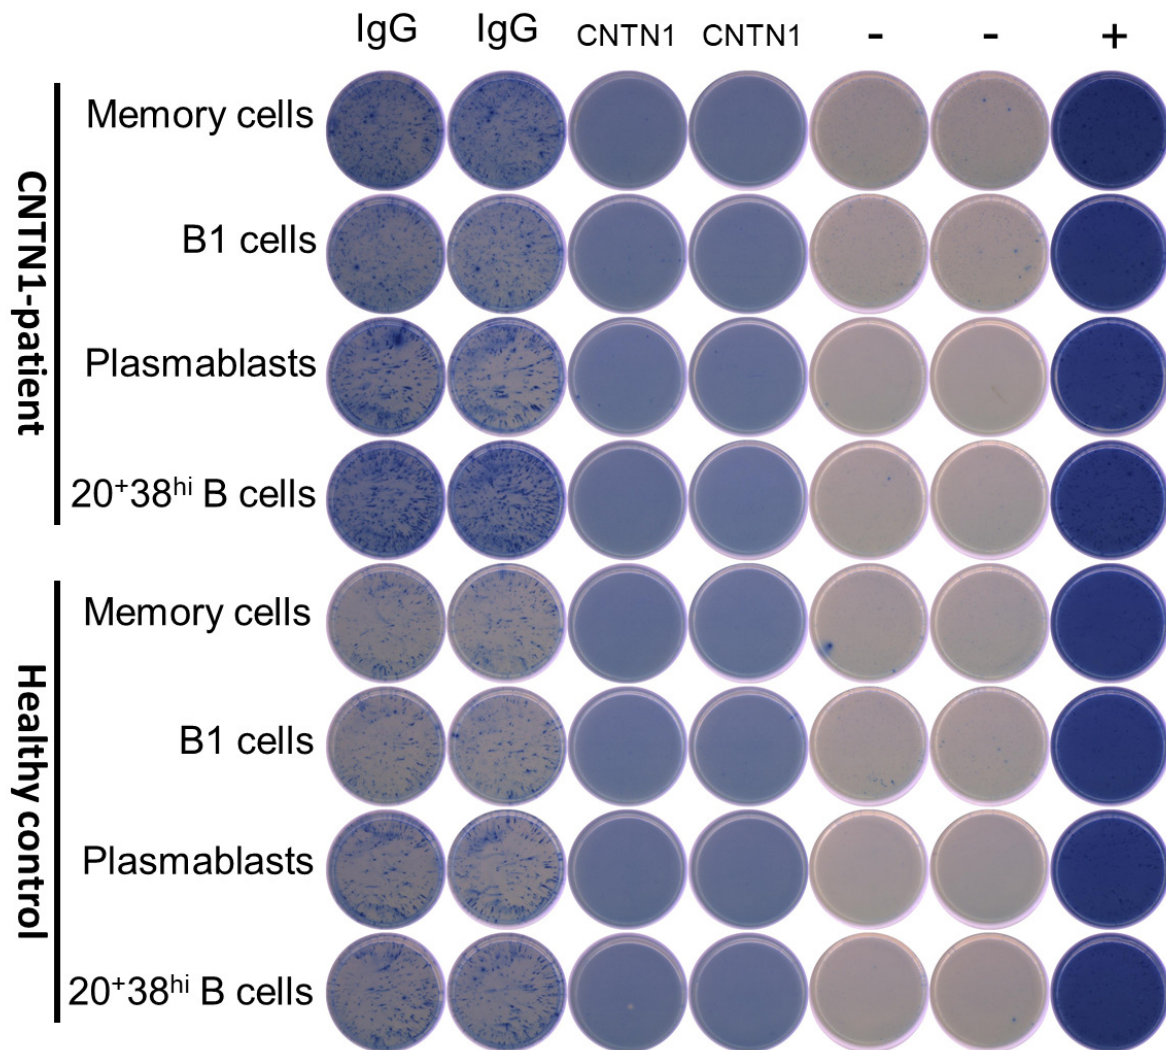 IgG IgG CNTN1 CNTN1 - - +
CNTN1-patient
Memory cells
B1 cells
Plasmablasts
20⁺38ʰⁱ B cells
Healthy control
Memory cells
B1 cells
Plasmablasts
20⁺38ʰⁱ B cells